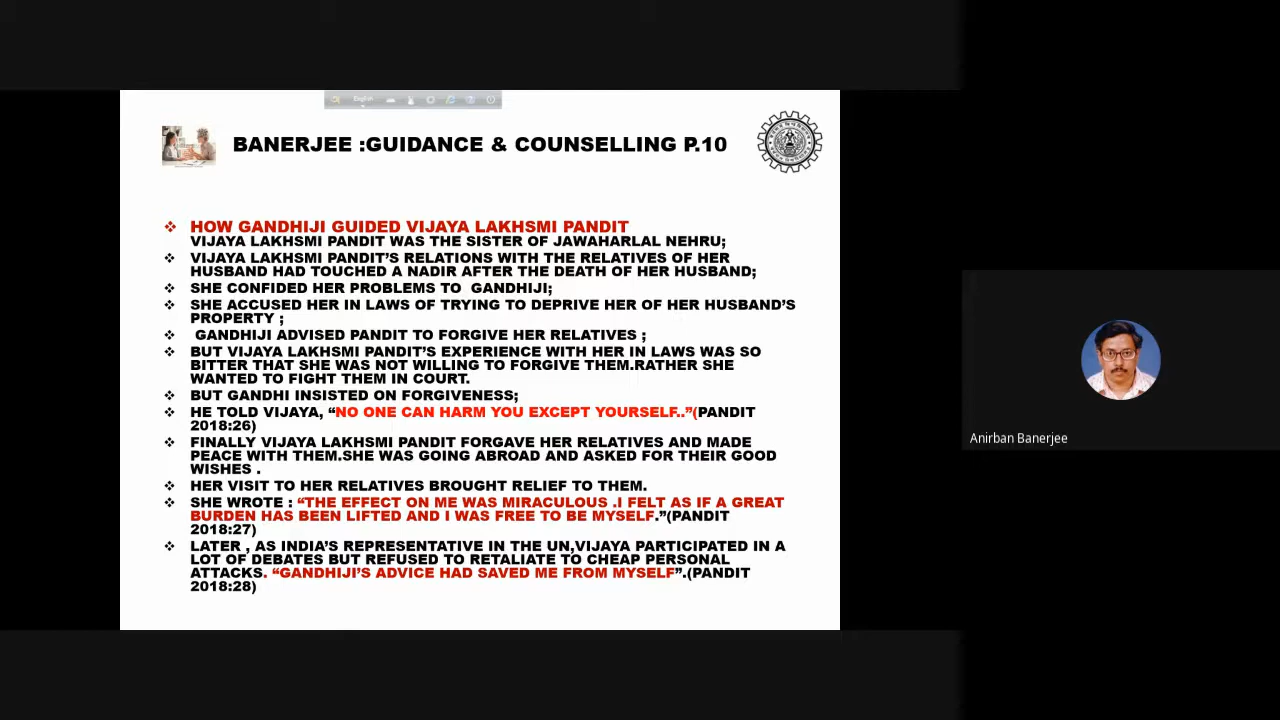 English
BANERJEE :GUIDANCE & COUNSELLING P.10
HOW GANDHIJI GUIDED VIJAYA LAKHSMI PANDIT
VIJAYA LAKHSMI PANDIT WAS THE SISTER OF JAWAHARLAL NEHRU;
VIJAYA LAKHSMI PANDIT'S RELATIONS WITH THE RELATIVES OF HER
HUSBAND HAD TOUCHED A NADIR AFTER THE DEATH OF HER HUSBAND;
SHE CONFIDED HER PROBLEMS TO  GANDHIJI;
SHE ACCUSED HER IN LAWS OF TRYING TO DEPRIVE HER OF HER HUSBAND'S
PROPERTY ;
GANDHIJI ADVISED PANDIT TO FORGIVE HER RELATIVES ;
BUT VIJAYA LAKHSMI PANDIT'S EXPERIENCE WITH HER IN LAWS WAS SO
BITTER THAT SHE WAS NOT WILLING TO FORGIVE THEM.RATHER SHE
WANTED TO FIGHT THEM IN COURT.
BUT GANDHI INSISTED ON FORGIVENESS;
HE TOLD VIJAYA, “NO ONE CAN HARM YOU EXCEPT YOURSELF..”(PANDIT
2018:26)
FINALLY VIJAYA LAKHSMI PANDIT FORGAVE HER RELATIVES AND MADE
PEACE WITH THEM.SHE WAS GOING ABROAD AND ASKED FOR THEIR GOOD
WISHES .
HER VISIT TO HER RELATIVES BROUGHT RELIEF TO THEM.
SHE WROTE : “THE EFFECT ON ME WAS MIRACULOUS .I FELT AS IF A GREAT
BURDEN HAS BEEN LIFTED AND I WAS FREE TO BE MYSELF.”(PANDIT
2018:27)
LATER , AS INDIA'S REPRESENTATIVE IN THE UN,VIJAYA PARTICIPATED IN A
LOT OF DEBATES BUT REFUSED TO RETALIATE TO CHEAP PERSONAL
ATTACKS. “GANDHIJI'S ADVICE HAD SAVED ME FROM MYSELF”.(PANDIT
2018:28)
Anirban Banerjee